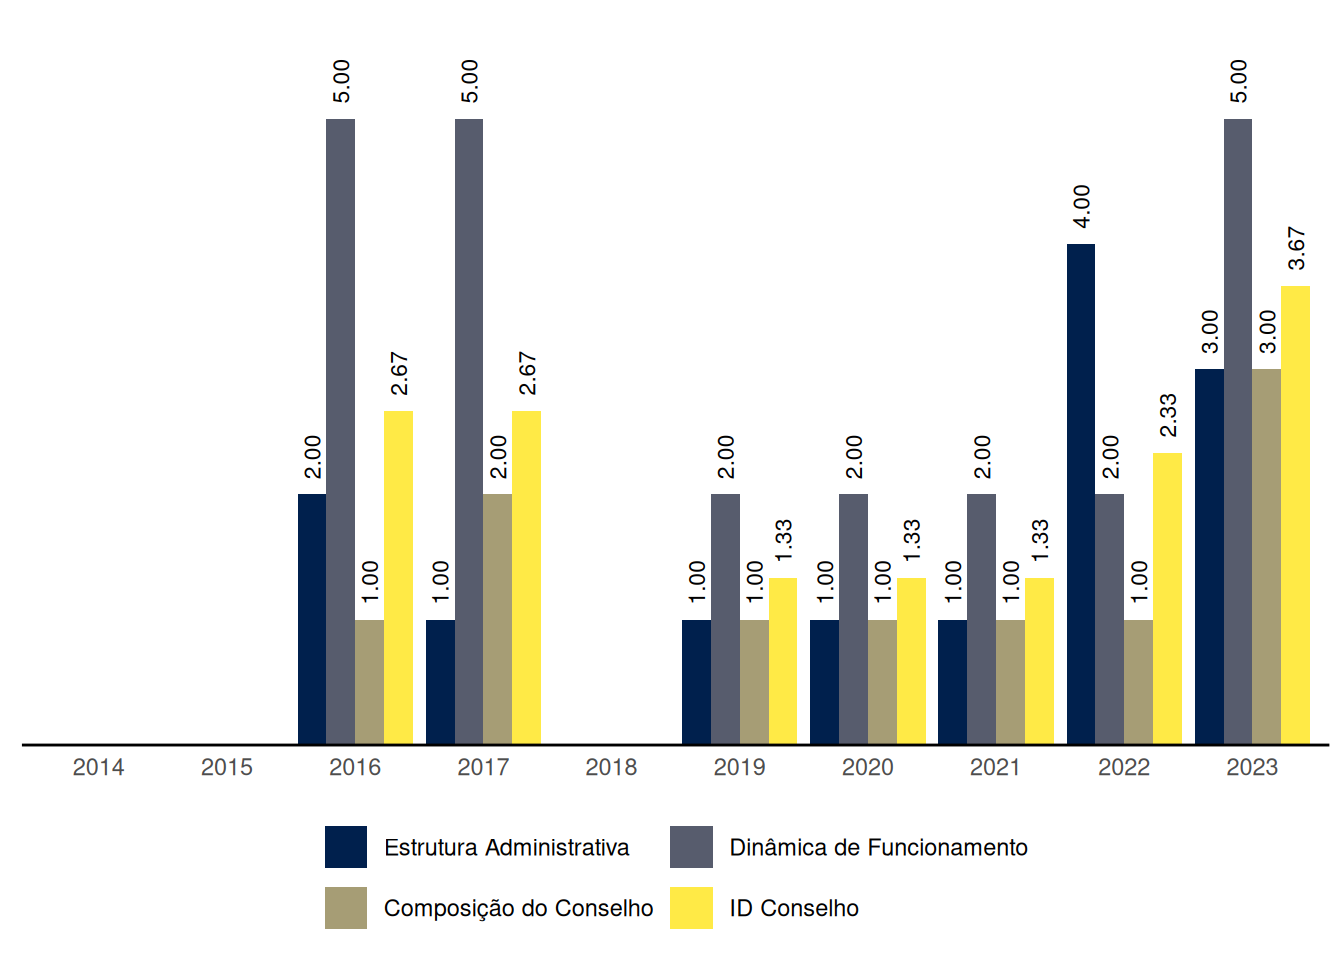 5.00 5.00 5.00
4.00
3.67
3.00 3.00
2.67 2.67
2.33
2.00 2.00 2.00 2.00 2.00 2.00
1.33 1.33 1.33
1.00 1.00 1.00 1.00 1.00 1.00 1.00 1.00 1.00
2014 2015 2016 2017 2018 2019 2020 2021 2022 2023
Estrutura Administrativa Dinâmica de Funcionamento
Composição do Conselho ID Conselho